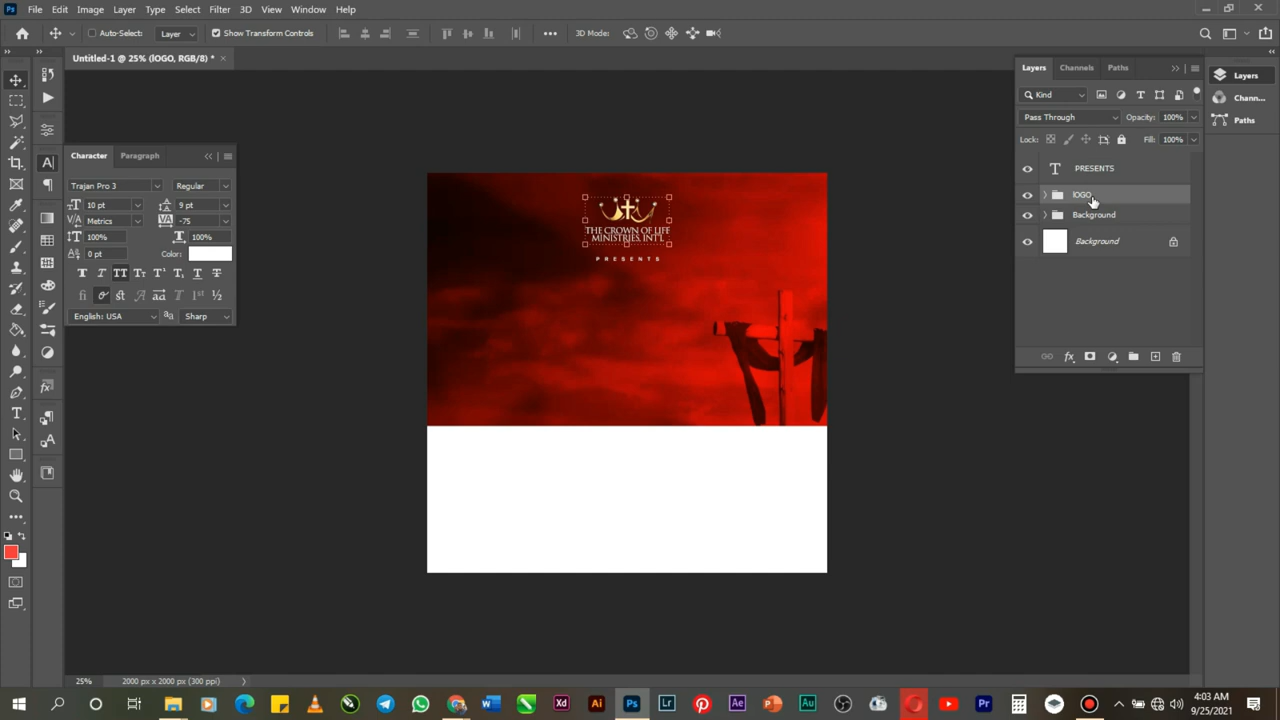 Ps File Edit Image Layer Type Select Filter 3D View Window Help
Auto-Select: Layer Show Transform Controls 3D Mode:
Untitled-1 @ 25% (lOGO, RGB/8) *
Layers Channels Paths
Layers
Kind
Chann...
Pass Through Opacity: 100%
Paths
Lock: Fill: 100%
PRESENTS
lOGO
Background
Background
Character Paragraph
Trajan Pro 3 Regular
10 pt 9 pt
Metrics -75
100% 100%
0 pt Color:
English: USA Sharp
THE CROWN OF LIFE
MINISTRIES, INT'L
PRESENTS
25% 2000 px x 2000 px (300 ppi)
4:03 AM
9/25/2021